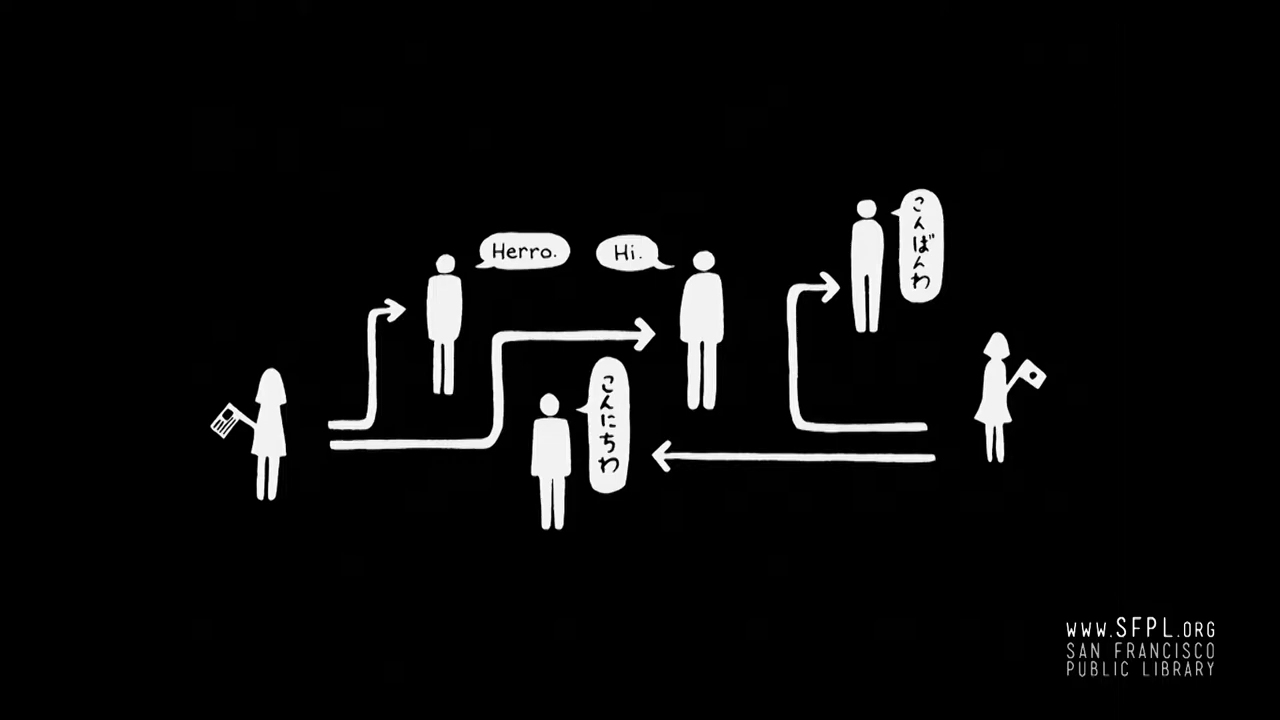 Herro.
Hi.
こんばんわ
こんにちわ
WWW.SFPL.ORG
SAN FRANCISCO
PUBLIC LIBRARY